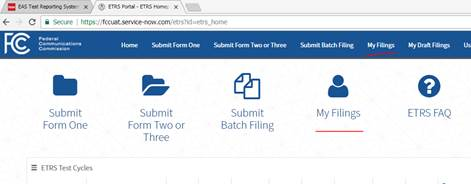 EAS Test Reporting System
ETRS Portal - ETRS Home
Secure https://fccuat.service-now.com/etrs?id=etrs_home
FCC Federal
Communications
Commission
Home Submit Form One Submit Form Two or Three Submit Batch Filing My Filings My Draft Filings Us
Submit
Form One
Submit
Form Two or
Three
Submit
Batch Filing
My Filings
ETRS FAQ
ETRS Test Cycles